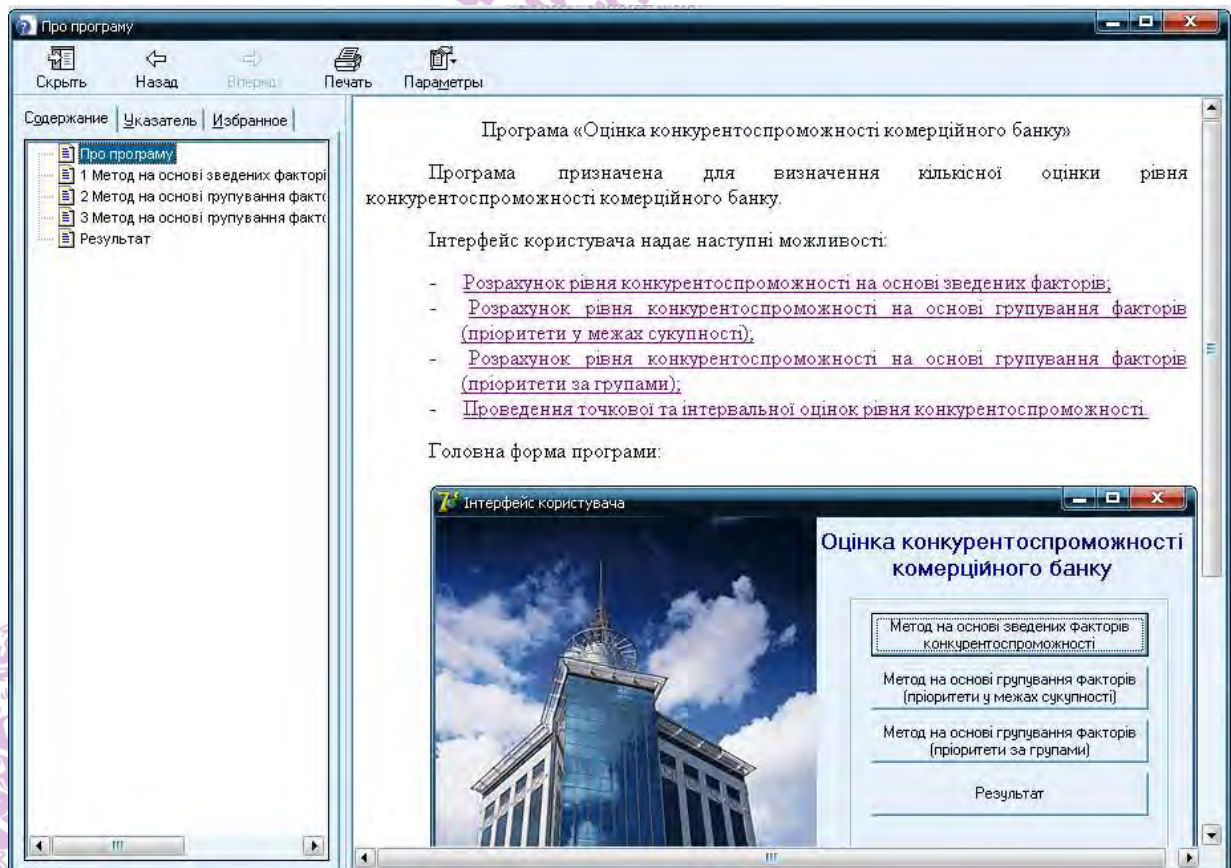 Про програму
Скрыть Назад Вперед Печать Параметры
Содержание Указатель Избранное
Про програму
1 Метод на основі зведених факторі
2 Метод на основі групування факт
3 Метод на основі групування факт
Результат
Програма «Оцінка конкурентоспроможності комерційного банку»
Програма призначена для визначення кількісної оцінки рівня
конкурентоспроможності комерційного банку.
Інтерфейс користувача надає наступні можливості:
- Розрахунок рівня конкурентоспроможності на основі зведених факторів;
- Розрахунок рівня конкурентоспроможності на основі групування факторів
(пріоритети у межах сукупності);
- Розрахунок рівня конкурентоспроможності на основі групування факторів
(пріоритети за групами);
- Проведення точкової та інтервальної оцінок рівня конкурентоспроможності.
Головна форма програми:
Інтерфейс користувача
Оцінка конкурентоспроможності
комерційного банку
Метод на основі зведених факторів
конкурентоспроможності
Метод на основі групування факторів
(пріоритети у межах сукупності)
Метод на основі групування факторів
(пріоритети за групами)
Результат